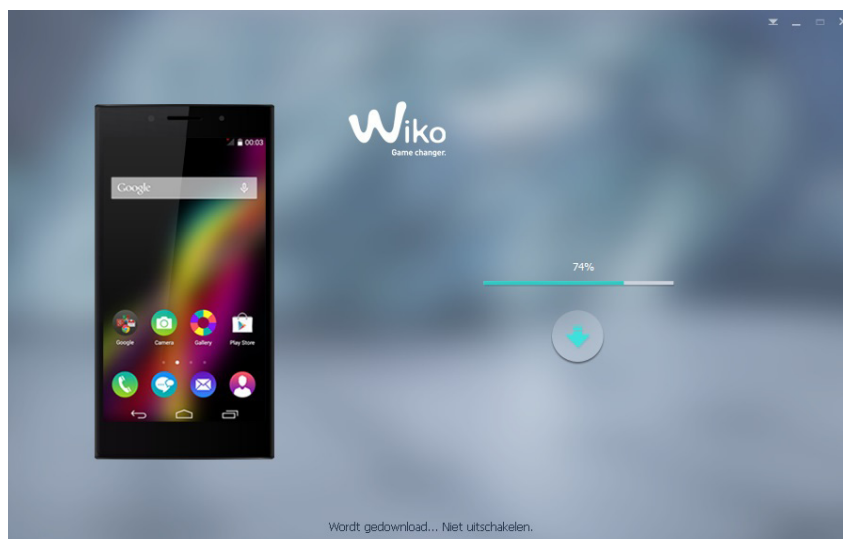 Wiko
Game changer.
00:03
Google
74%
Google
Camera
Gallery
Play Store
Wordt gedownload... Niet uitschakelen.